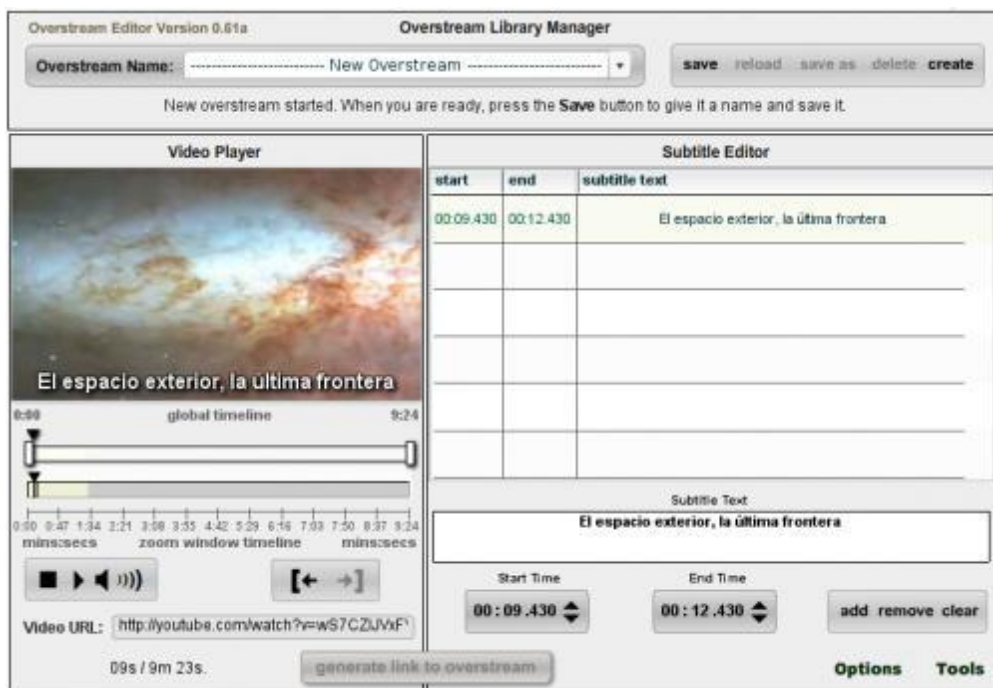 Overstream Editor Version 0.61a
Overstream Library Manager
Overstream Name: ---------------------------- New Overstream ----------------------------
save reload save as delete create
New overstream started. When you are ready, press the Save button to give it a name and save it.
Video Player
El espacio exterior, la última frontera
0:00 global timeline 9:24
0:00 0:47 1:34 2:21 3:08 3:55 4:42 5:29 6:16 7:03 7:50 8:37 9:24
mins:secs zoom window timeline mins:secs
Video URL:
09s / 9m 23s.
generate link to overstream
Subtitle Editor
start end subtitle text
00:09.430 00:12.430 El espacio exterior, la última frontera
Subtitle Text
El espacio exterior, la última frontera
Start Time End Time
00:09.430 00:12.430
add remove clear
Options Tools